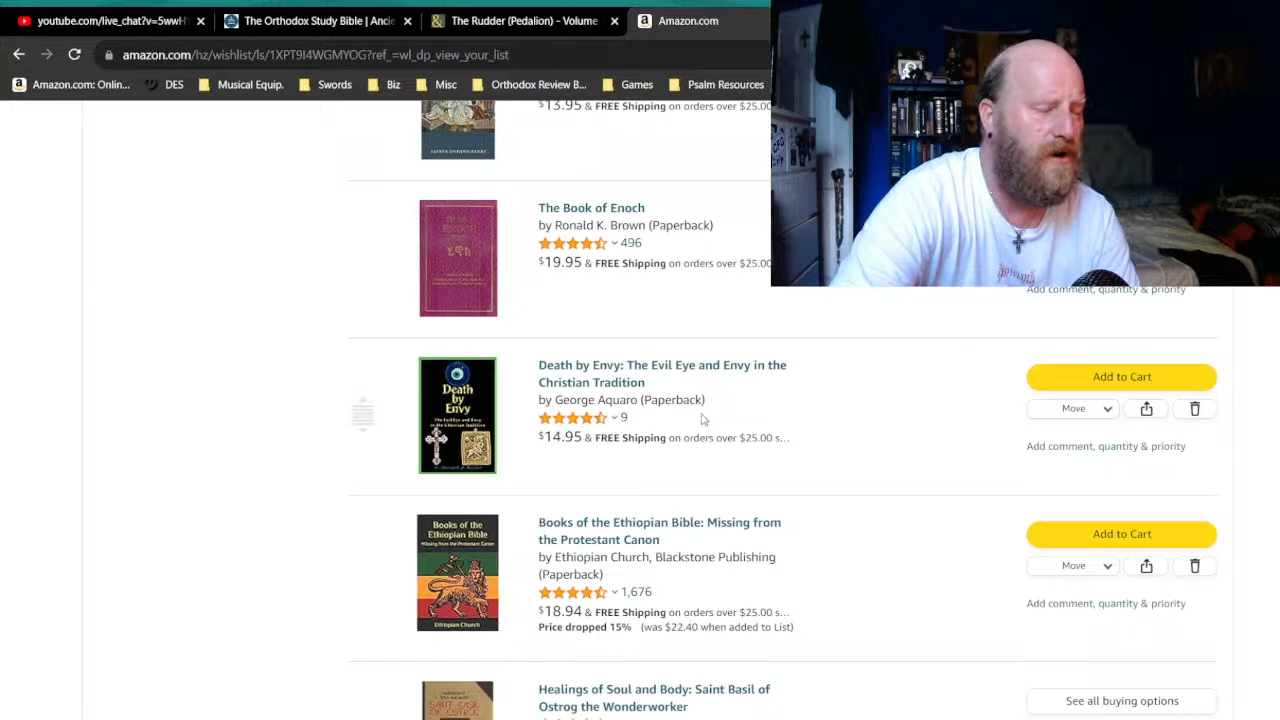 youtube.com/live_chat?v=5wwH
The Orthodox Study Bible | Ancie
The Rudder (Pedalion) - Volume
Amazon.com
amazon.com/hz/wishlist/ls/1XPT9I4WGMYOG?ref_=wl_dp_view_your_list
Amazon.com: Onlin...
DES
Musical Equip.
Swords
Biz
Misc
Orthodox Review B...
Games
Psalm Resources
$13.95 & FREE Shipping on orders over $25.00
The Book of Enoch
by Ronald K. Brown (Paperback)
496
$19.95 & FREE Shipping on orders over $25.00
Add comment, quantity & priority
Death by Envy: The Evil Eye and Envy in the
Christian Tradition
by George Aquaro (Paperback)
9
$14.95 & FREE Shipping on orders over $25.00 s...
Add to Cart
Move
Add comment, quantity & priority
Death
by
Envy
Books of the Ethiopian Bible: Missing from
the Protestant Canon
by Ethiopian Church, Blackstone Publishing
(Paperback)
1,676
$18.94 & FREE Shipping on orders over $25.00 s...
Price dropped 15% (was $22.40 when added to List)
Add to Cart
Move
Add comment, quantity & priority
Books of the
Ethiopian Bible
Missing from the Protestant Canon
Ethiopian Church
Healings of Soul and Body: Saint Basil of
Ostrog the Wonderworker
See all buying options